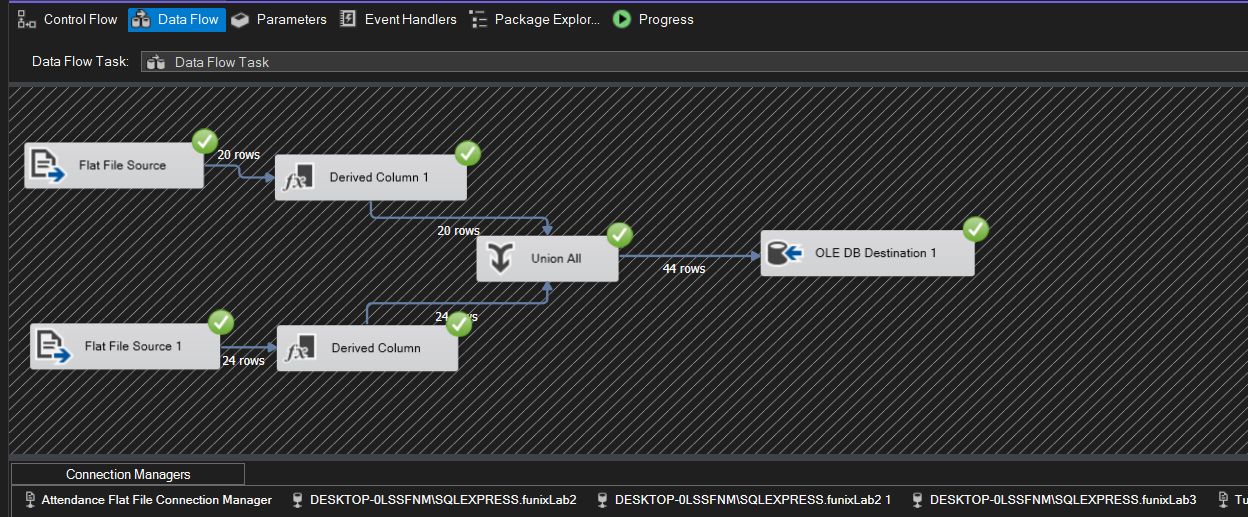 Control Flow Data Flow Parameters Event Handlers Package Explor... Progress
Data Flow Task: Data Flow Task
Flat File Source
20 rows
Derived Column 1
20 rows
Union All
44 rows
OLE DB Destination 1
24
Flat File Source 1
24 rows
Derived Column
Connection Managers
Attendance Flat File Connection Manager DESKTOP-0LSSFNM\SQLEXPRESS.funixLab2 DESKTOP-0LSSFNM\SQLEXPRESS.funixLab2 1 DESKTOP-0LSSFNM\SQLEXPRESS.funixLab3 Tu